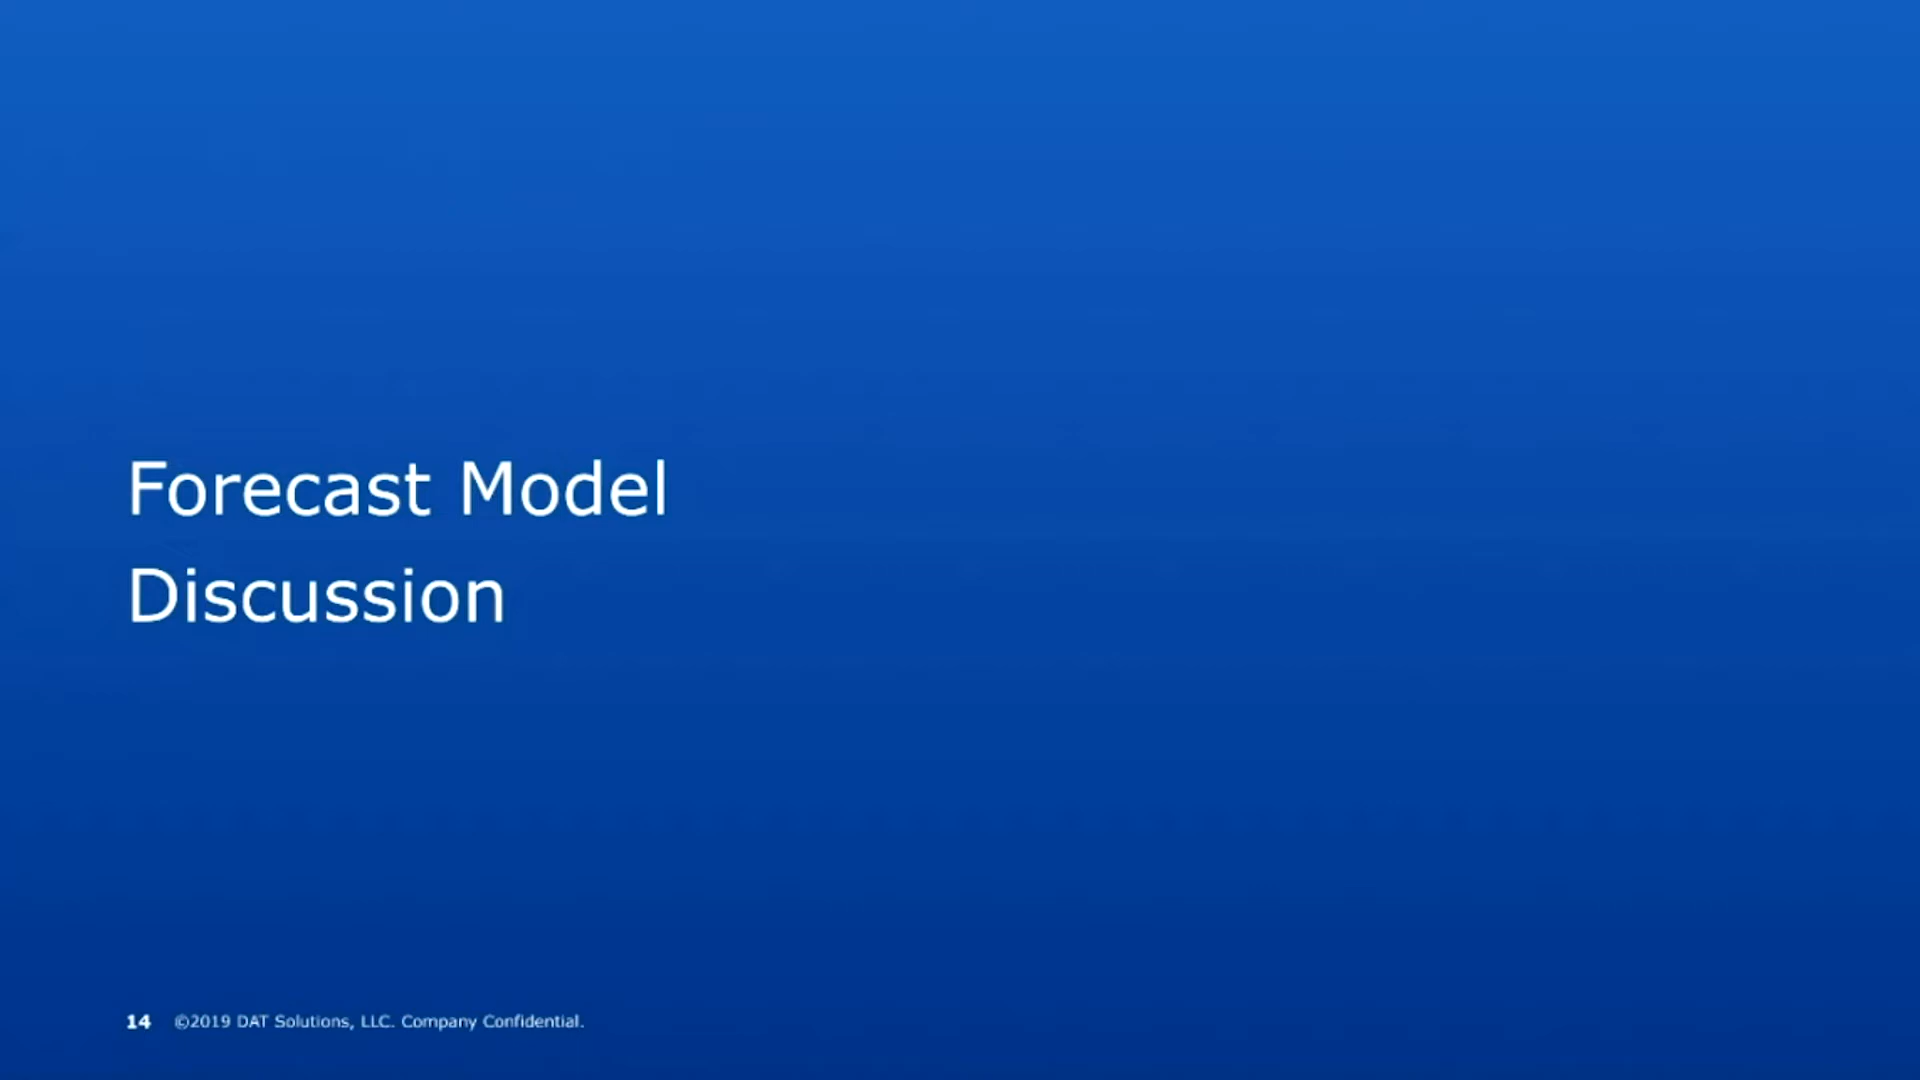 Forecast Model
Discussion
14 ©2019 DAT Solutions, LLC. Company Confidential.